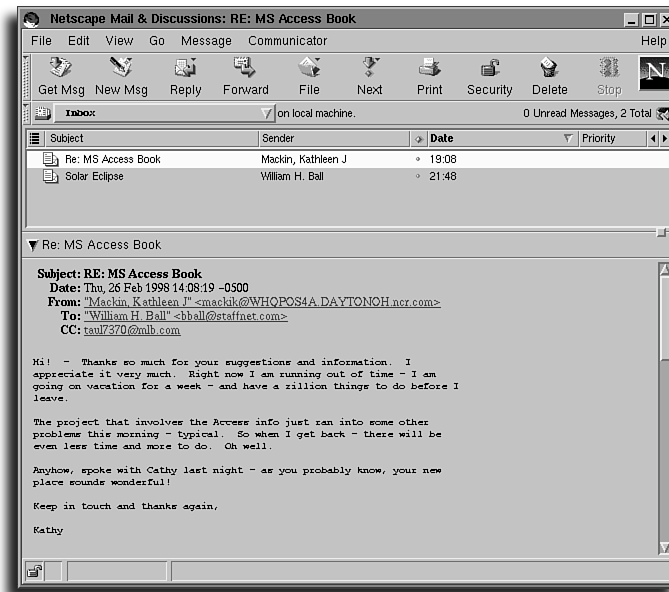 Netscape Mail & Discussions: RE: MS Access Book
File Edit View Go Message Communicator Help
Get Msg New Msg Reply Forward File Next Print Security Delete Stop N
Inbox on local machine. 0 Unread Messages, 2 Total
Subject Sender Date Priority
Re: MS Access Book Mackin, Kathleen J 19:08
Solar Eclipse William H. Ball 21:48
Re: MS Access Book
Subject: RE: MS Access Book
Date: Thu, 26 Feb 1998 14:08:19 -0500
From: "Mackin, Kathleen J" <mackik@WHQPOS4A.DAYTONOH.ncr.com>
To: "William H. Ball" <bball@staffnet.com>
CC: taul7370@mlb.com
Hi! - Thanks so much for your suggestions and information. I
appreciate it very much. Right now I am running out of time - I am
going on vacation for a week - and have a zillion things to do before I
leave.
The project that involves the Access info just ran into some other
problems this morning - typical. So when I get back - there will be
even less time and more to do. Oh well.
Anyhow, spoke with Cathy last night - as you probably know, your new
place sounds wonderful!
Keep in touch and thanks again,
Kathy